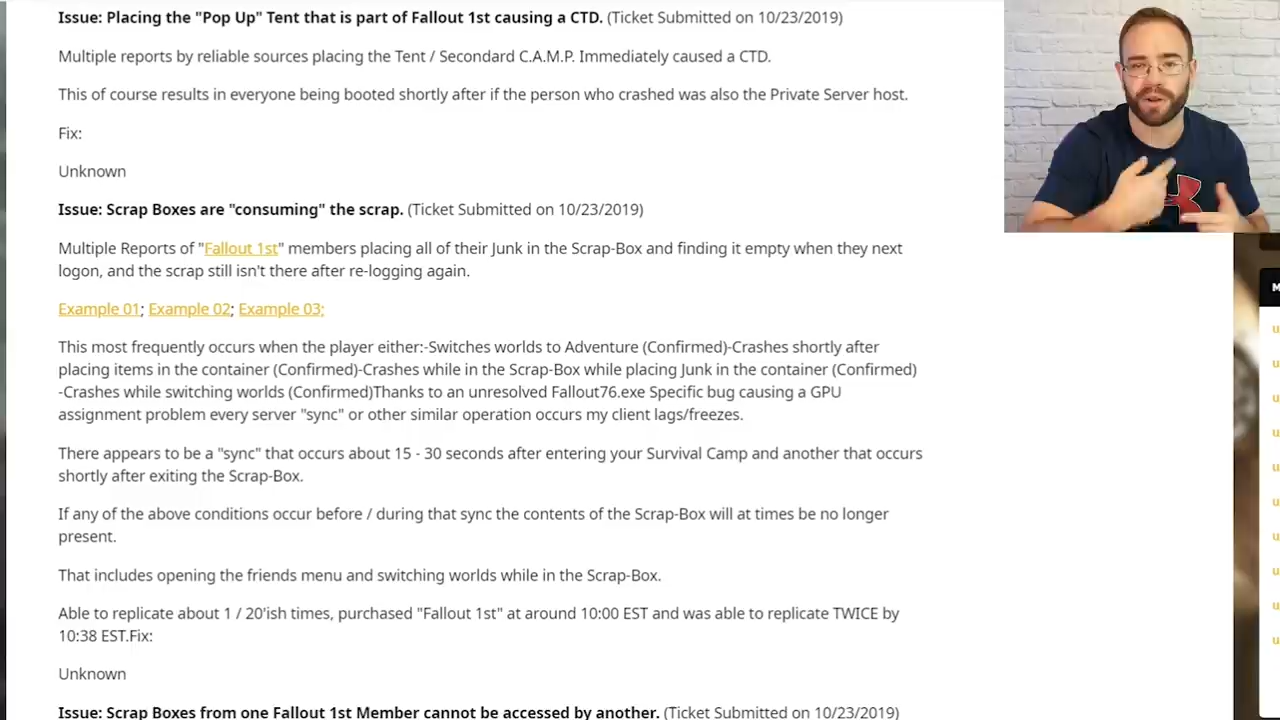 Issue: Placing the "Pop Up" Tent that is part of Fallout 1st causing a CTD. (Ticket Submitted on 10/23/2019)
Multiple reports by reliable sources placing the Tent / Secondard C.A.M.P. Immediately caused a CTD.
This of course results in everyone being booted shortly after if the person who crashed was also the Private Server host.
Fix:
Unknown
Issue: Scrap Boxes are "consuming" the scrap. (Ticket Submitted on 10/23/2019)
Multiple Reports of "Fallout 1st" members placing all of their Junk in the Scrap-Box and finding it empty when they next
logon, and the scrap still isn't there after re-logging again.
Example 01; Example 02; Example 03;
This most frequently occurs when the player either:-Switches worlds to Adventure (Confirmed)-Crashes shortly after
placing items in the container (Confirmed)-Crashes while in the Scrap-Box while placing Junk in the container (Confirmed)
-Crashes while switching worlds (Confirmed)Thanks to an unresolved Fallout76.exe Specific bug causing a GPU
assignment problem every server "sync" or other similar operation occurs my client lags/freezes.
There appears to be a "sync" that occurs about 15 - 30 seconds after entering your Survival Camp and another that occurs
shortly after exiting the Scrap-Box.
If any of the above conditions occur before / during that sync the contents of the Scrap-Box will at times be no longer
present.
That includes opening the friends menu and switching worlds while in the Scrap-Box.
Able to replicate about 1 / 20'ish times, purchased "Fallout 1st" at around 10:00 EST and was able to replicate TWICE by
10:38 EST.Fix:
Unknown
Issue: Scrap Boxes from one Fallout 1st Member cannot be accessed by another. (Ticket Submitted on 10/23/2019)